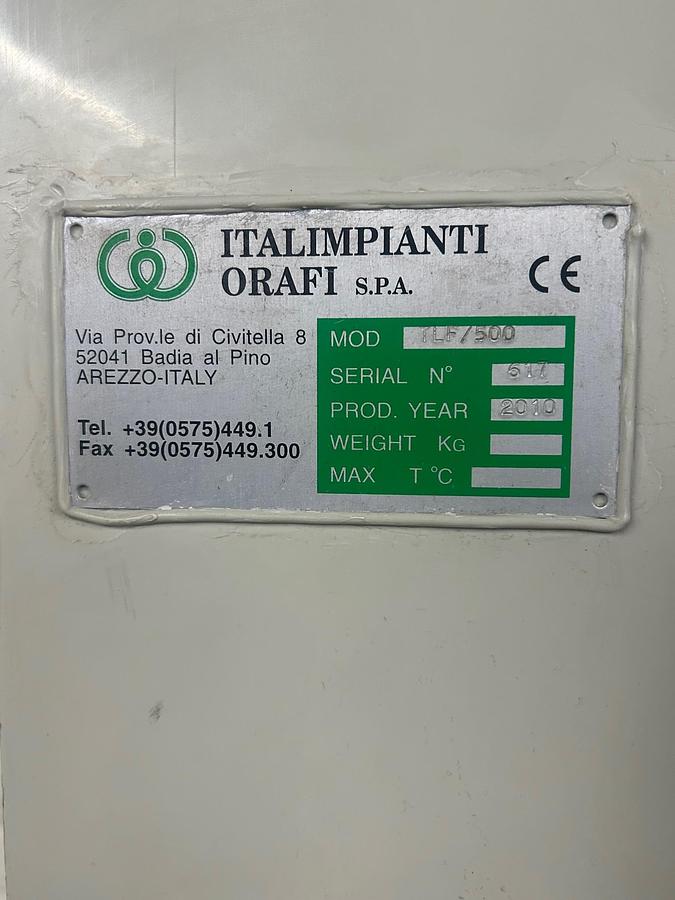 ITALIMPIANTI
ORAFI S.P.A.
CE
Via Prov.le di Civitella 8
52041 Badia al Pino
AREZZO-ITALY
Tel. +39(0575)449.1
Fax +39(0575)449.300
MOD TLF/500
SERIAL N° 617
PROD. YEAR 2010
WEIGHT KG
MAX T °C